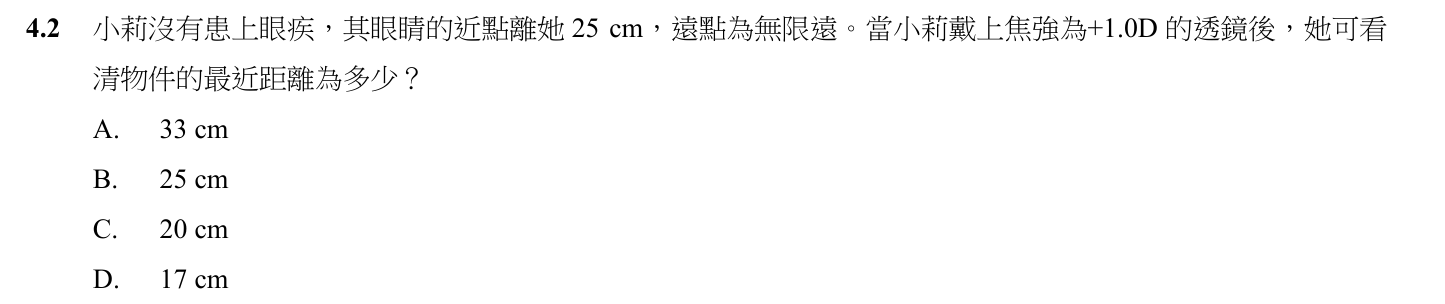 4.2 小莉沒有患上眼疾，其眼睛的近點離她 25 cm，遠點為無限遠。當小莉戴上焦強為+1.0D 的透鏡後，她可看
清物件的最近距離為多少？
A. 33 cm
B. 25 cm
C. 20 cm
D. 17 cm